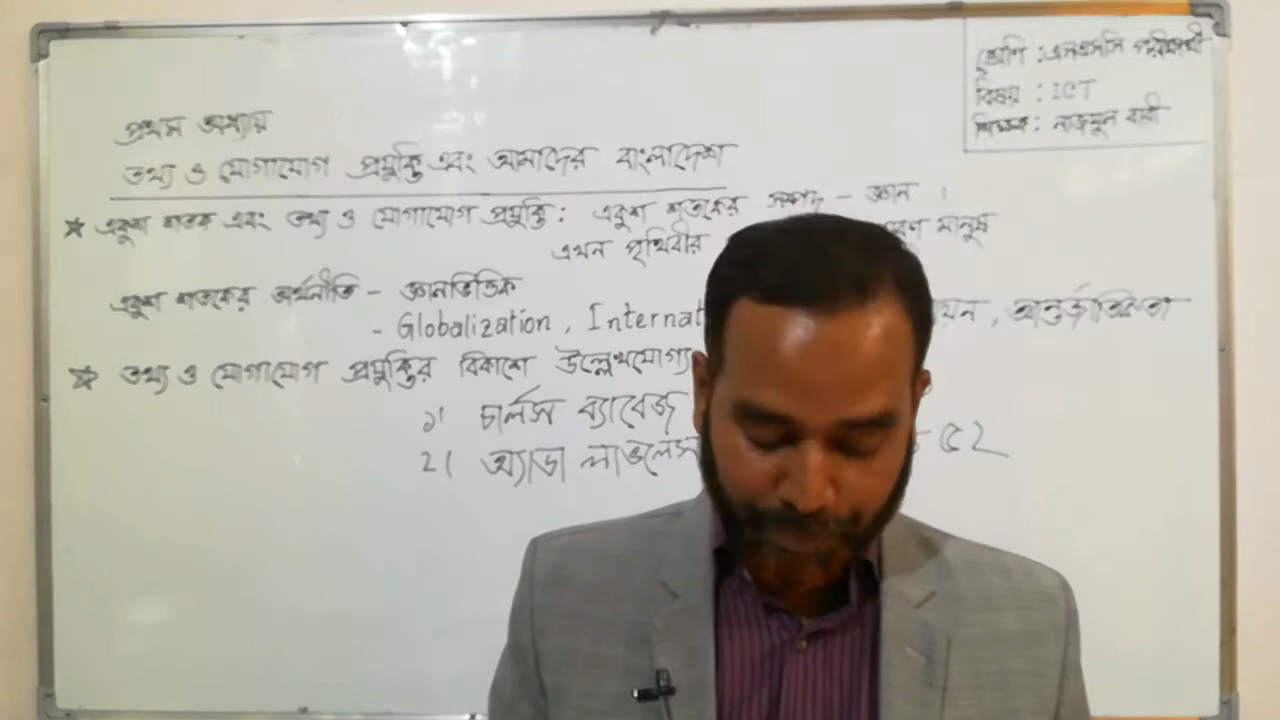 শ্রেণি : এসএসসি পরীক্ষার্থী
বিষয় : ICT
শিক্ষক : নাজমুল বারী
প্রথম অধ্যায়
তথ্য ও যোগাযোগ প্রযুক্তি এবং আমাদের বাংলাদেশ
★ একুশ শতক এবং তথ্য ও যোগাযোগ প্রযুক্তি : একুশ শতকের সম্পদ – জ্ঞান ।
এখন পৃথিবীর মানুষ
একুশ শতকের অর্থনীতি – জ্ঞানভিত্তিক
- Globalization , Internat য়ন , আন্তর্জাতিকতা
★ তথ্য ও যোগাযোগ প্রযুক্তির বিকাশে উল্লেখযোগ্য
১। চার্লস ব্যাবেজ
২। অ্যাডা লাভলেস ৫২